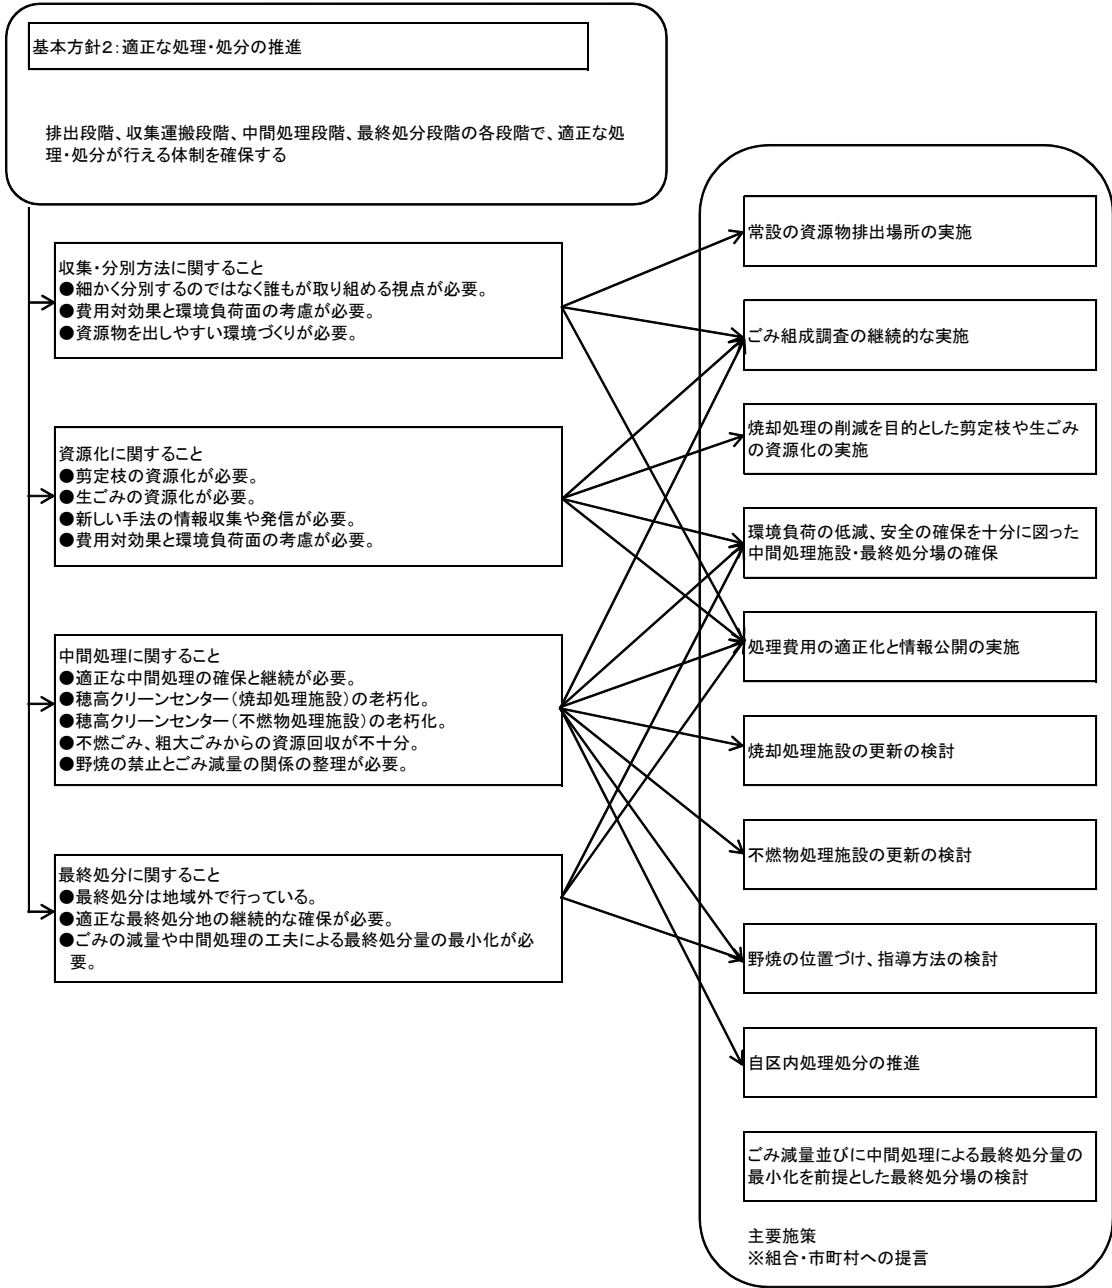 基本方針２：適正な処理・処分の推進
排出段階、収集運搬段階、中間処理段階、最終処分段階の各段階で、適正な処
理・処分が行える体制を確保する
収集・分別方法に関すること
●細かく分別するのではなく誰もが取り組める視点が必要。
●費用対効果と環境負荷面の考慮が必要。
●資源物を出しやすい環境づくりが必要。
資源化に関すること
●剪定枝の資源化が必要。
●生ごみの資源化が必要。
●新しい手法の情報収集や発信が必要。
●費用対効果と環境負荷面の考慮が必要。
中間処理に関すること
●適正な中間処理の確保と継続が必要。
●穂高クリーンセンター（焼却処理施設）の老朽化。
●穂高クリーンセンター（不燃物処理施設）の老朽化。
●不燃ごみ、粗大ごみからの資源回収が不十分。
●野焼の禁止とごみ減量の関係の整理が必要。
最終処分に関すること
●最終処分は地域外で行っている。
●適正な最終処分地の継続的な確保が必要。
●ごみの減量や中間処理の工夫による最終処分量の最小化が必
要。
常設の資源物排出場所の実施
ごみ組成調査の継続的な実施
焼却処理の削減を目的とした剪定枝や生ごみ
の資源化の実施
環境負荷の低減、安全の確保を十分に図った
中間処理施設・最終処分場の確保
処理費用の適正化と情報公開の実施
焼却処理施設の更新の検討
不燃物処理施設の更新の検討
野焼の位置づけ、指導方法の検討
自区内処理処分の推進
ごみ減量並びに中間処理による最終処分量の
最小化を前提とした最終処分場の検討
主要施策
※組合・市町村への提言